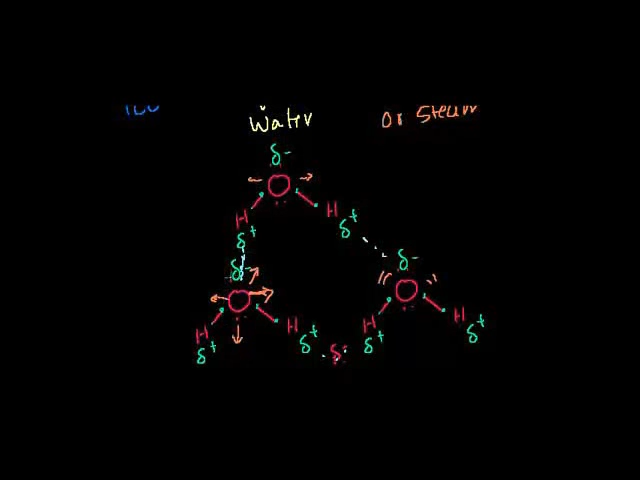 Water or steam
δ-
H H
δ+ δ+
δ- δ-
H H H H
δ+ δ+ δ+ δ+